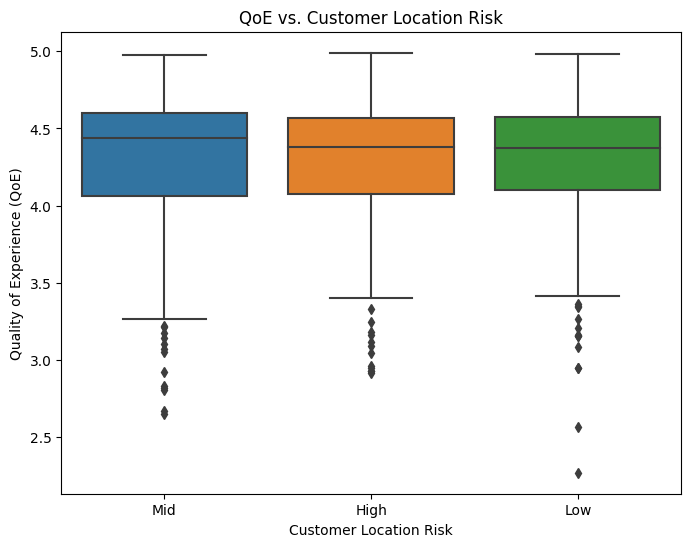 QoE vs. Customer Location Risk
Quality of Experience (QoE)
5.0
4.5
4.0
3.5
3.0
2.5
Mid
High
Low
Customer Location Risk